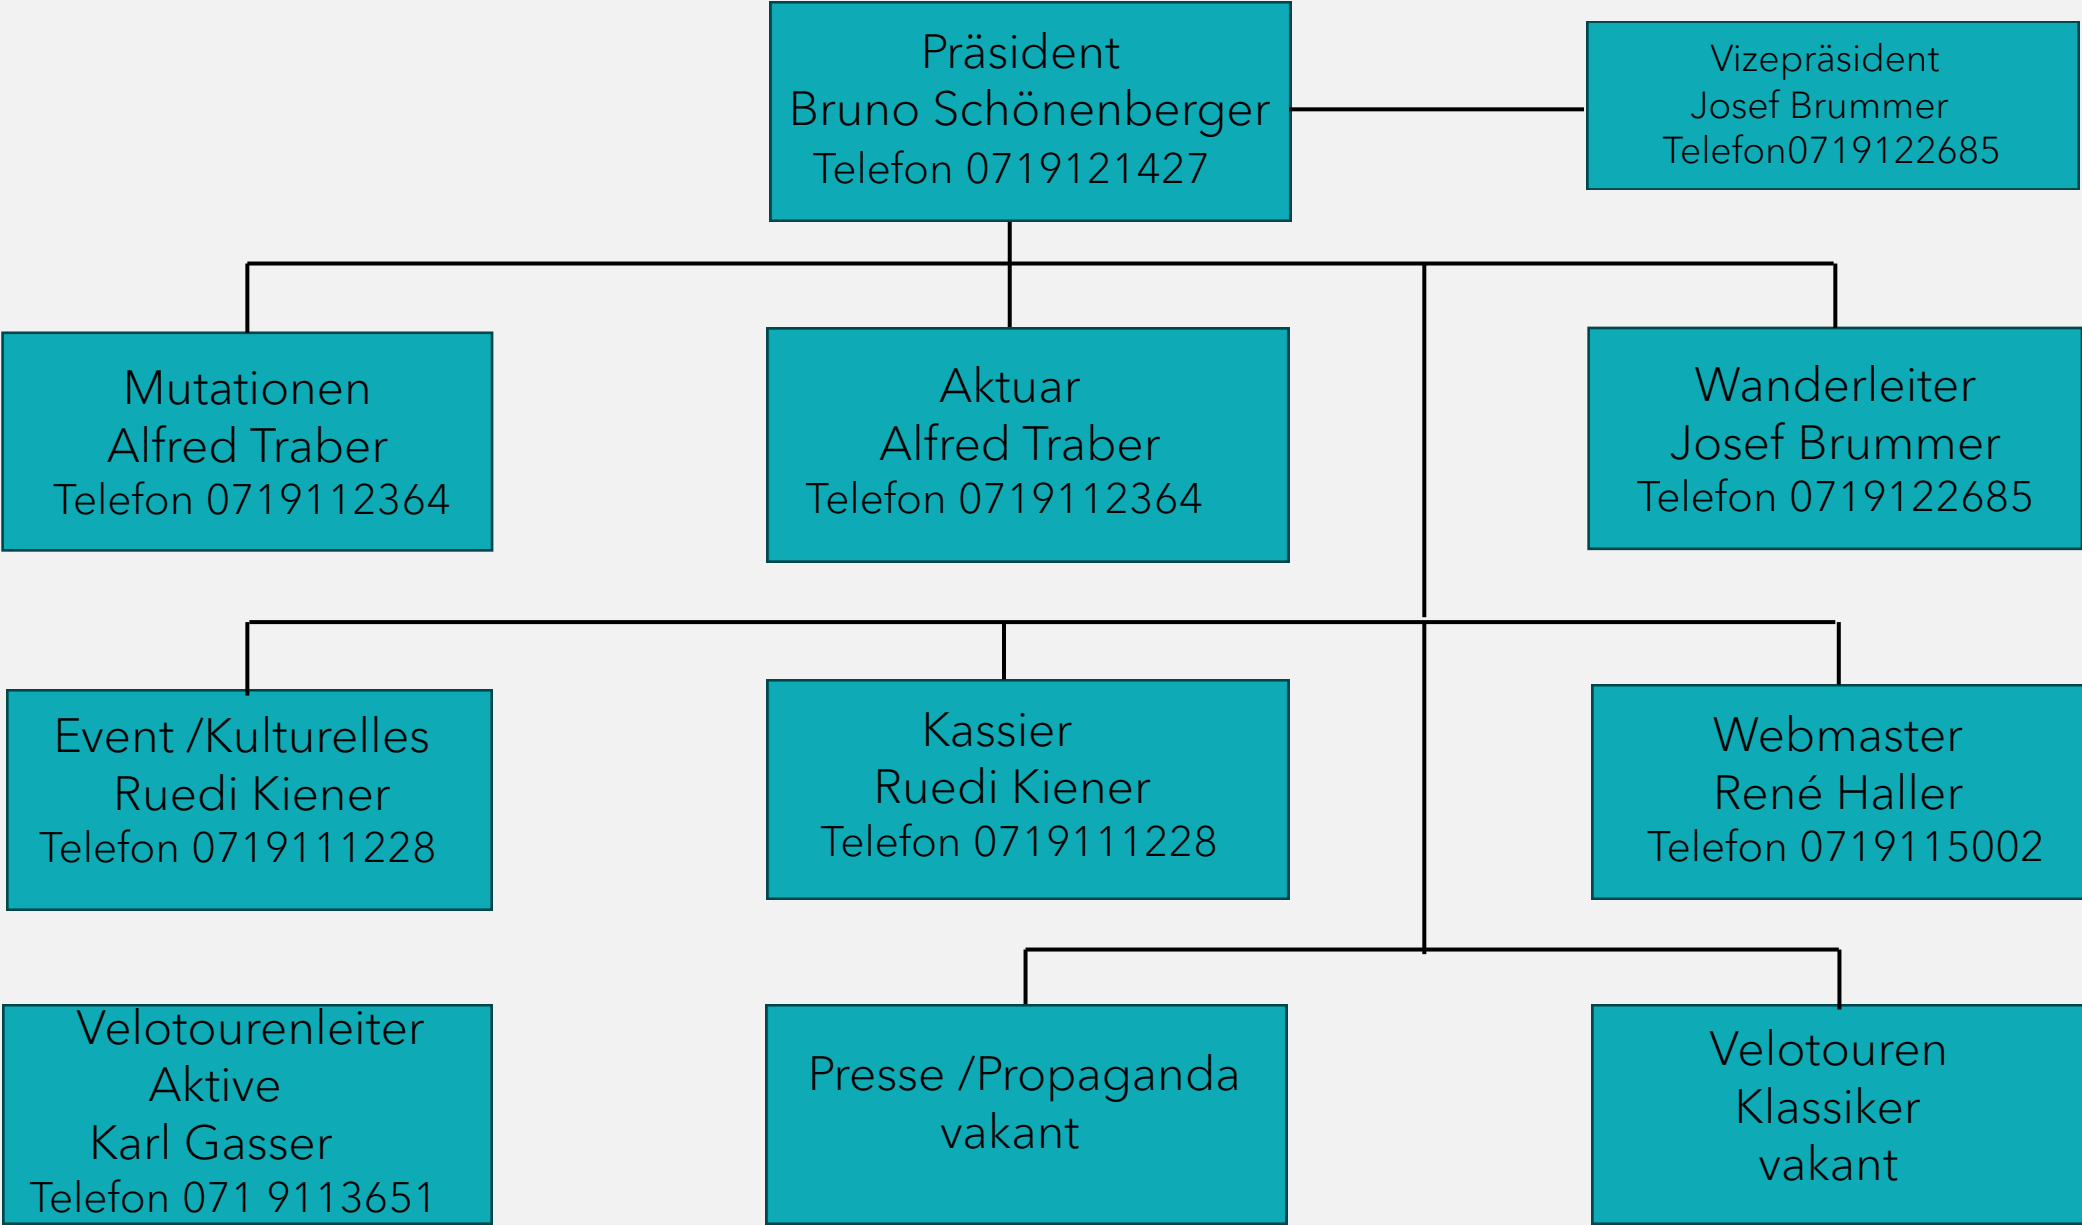 Präsident
Bruno Schönenberger
Telefon 0719121427
Vizepräsident
Josef Brummer
Telefon0719122685
Mutationen
Alfred Traber
Telefon 0719112364
Aktuar
Alfred Traber
Telefon 0719112364
Wanderleiter
Josef Brummer
Telefon 0719122685
Event /Kulturelles
Ruedi Kiener
Telefon 0719111228
Kassier
Ruedi Kiener
Telefon 0719111228
Webmaster
René Haller
Telefon 0719115002
Velotourenleiter
Aktive
Karl Gasser
Telefon 071 9113651
Presse /Propaganda
vakant
Velotouren
Klassiker
vakant